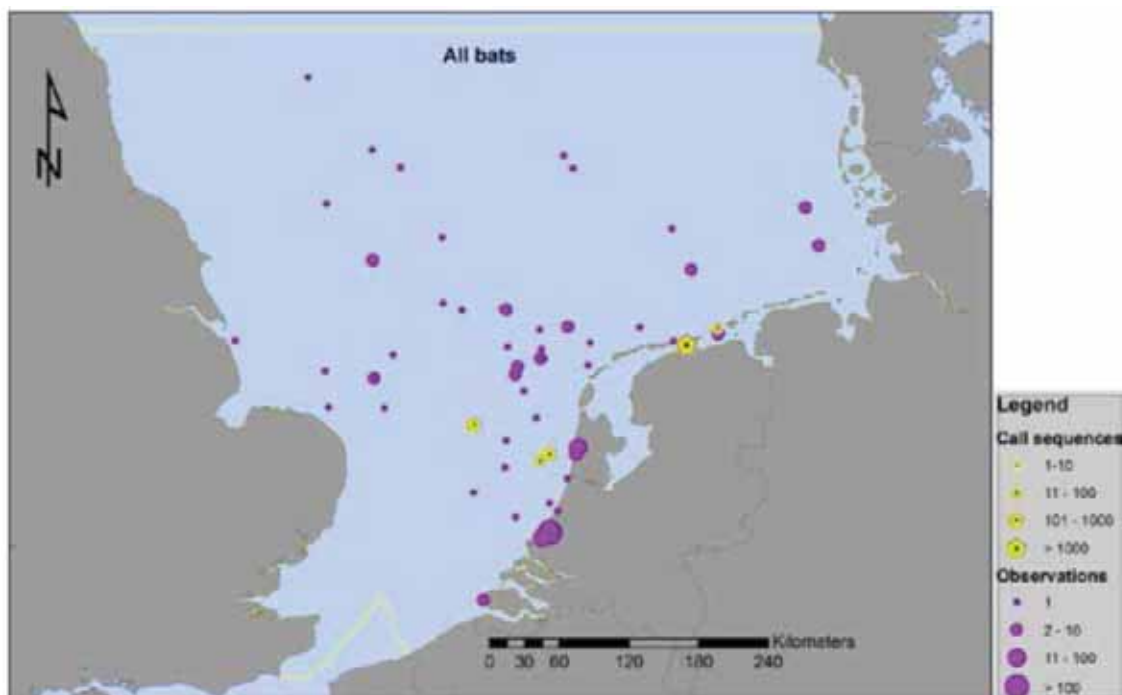 All bats
N
Kilometers
0 30 60 120 180 240
Legend
Call sequences
1-10
11 - 100
101 - 1000
> 1000
Observations
1
2 - 10
11 - 100
> 100